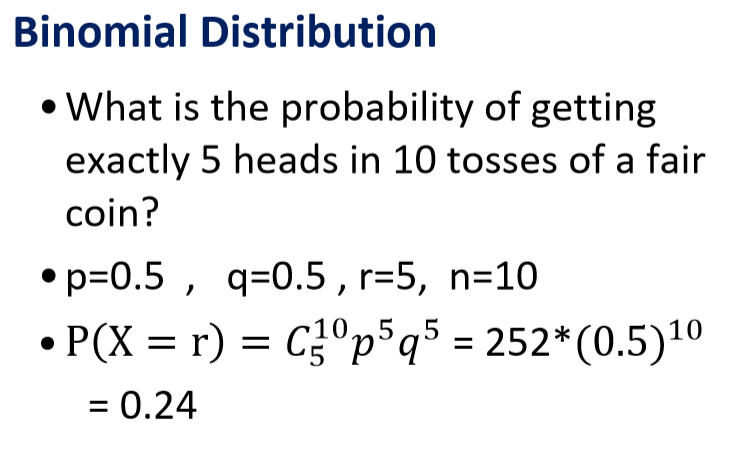 Binomial Distribution
• What is the probability of getting
exactly 5 heads in 10 tosses of a fair
coin?
• p=0.5 , q=0.5 , r=5, n=10
• P(X = r) = C₅¹⁰p⁵q⁵ = 252*(0.5)¹⁰
= 0.24